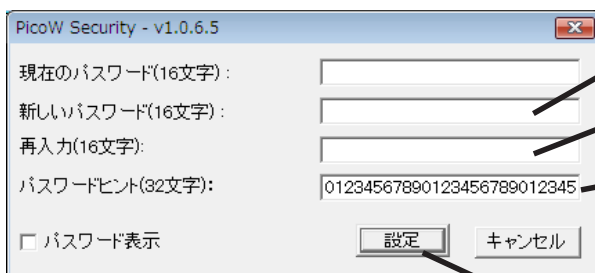 PicoW Security - v1.0.6.5
現在のパスワード(16文字) :
新しいパスワード(16文字) :
再入力(16文字):
パスワードヒント(32文字): 01234567890123456789012345
パスワード表示 設定 キャンセル